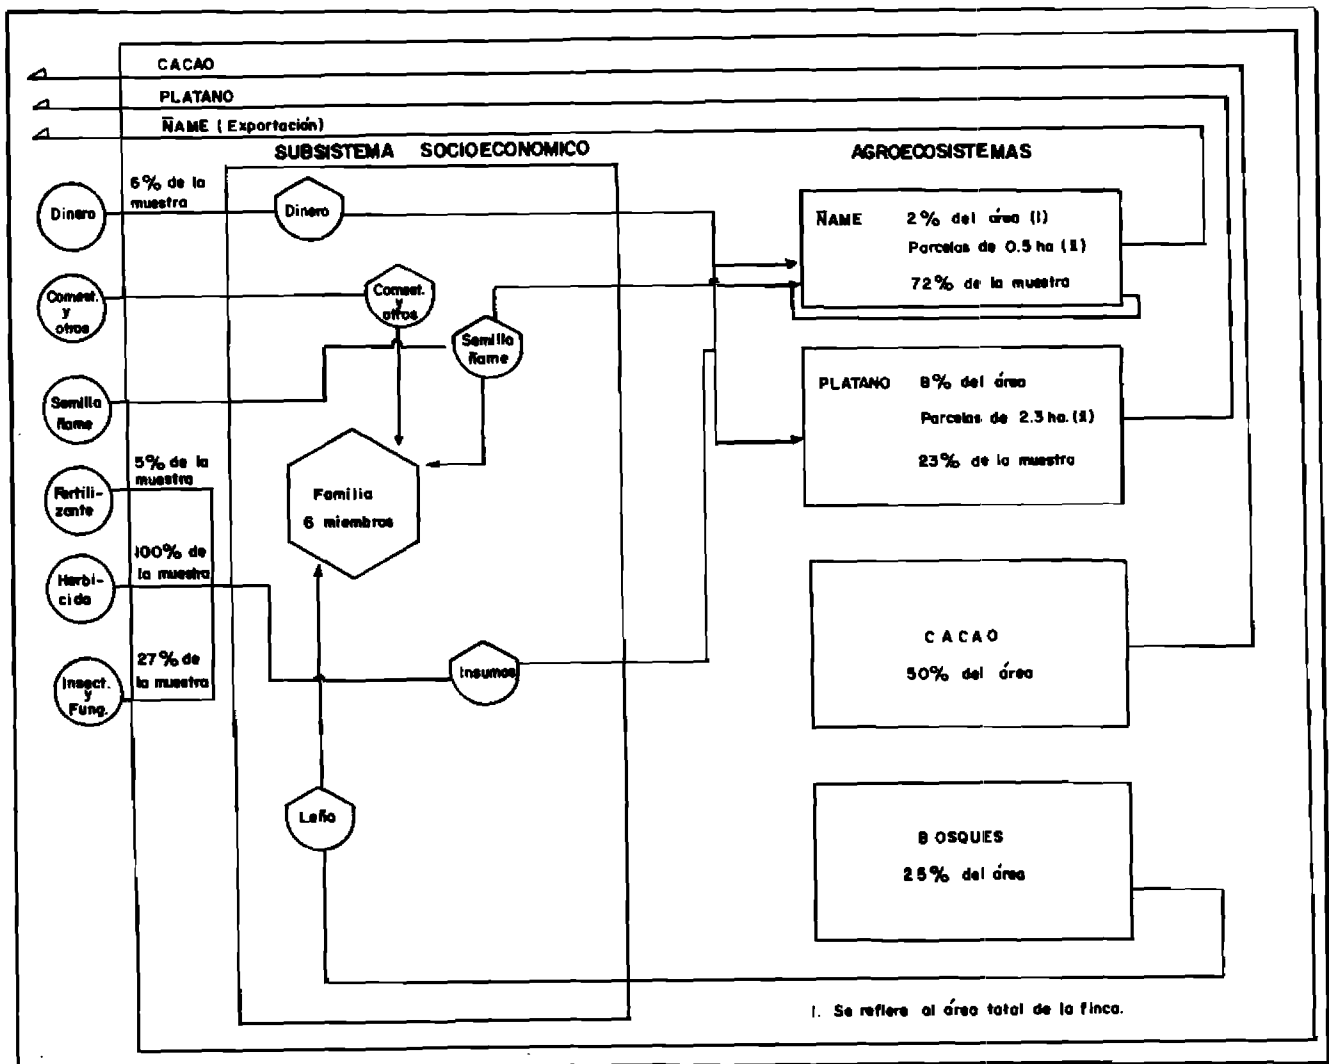 CACAO
PLATANO
ÑAME (Exportación)
SUBSISTEMA SOCIOECONOMICO
AGROECOSISTEMAS
Dinero
6% de la
muestra
Dinero
ÑAME 2% del área (1)
Parcelas de 0.5 ha (x̄)
72% de la muestra
Comest.
y
otros
Comest.
y
otros
Semilla
Ñame
Semilla
Ñame
PLATANO 8% del área
Parcelas de 2.3 ha. (x̄)
23% de la muestra
Fertili-
zante
5% de la
muestra
Familia
6 miembros
Herbi-
cida
100% de
la muestra
CACAO
50% del área
Insect.
y
Fung.
27% de
la muestra
Insumos
Leña
BOSQUES
25% del área
1. Se refiere al área total de la finca.